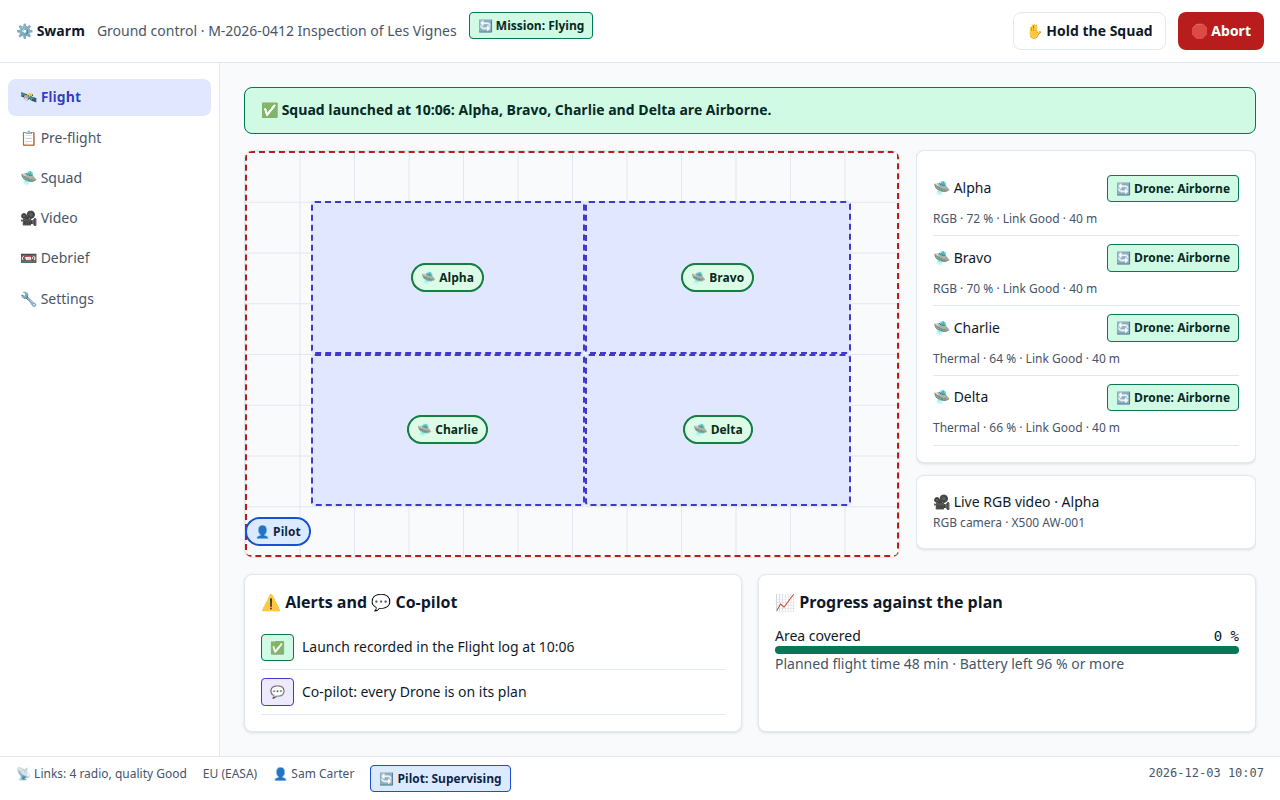 ⚙️ Swarm Ground control · M-2026-0412 Inspection of Les Vignes 🔄 Mission: Flying ✋ Hold the Squad 🛑 Abort
🛰️ Flight
📋 Pre-flight
🛸 Squad
🎥 Video
📼 Debrief
🔧 Settings
✅ Squad launched at 10:06: Alpha, Bravo, Charlie and Delta are Airborne.
🛸 Alpha 🛸 Bravo
🛸 Charlie 🛸 Delta
👤 Pilot
🛸 Alpha 🔄 Drone: Airborne
RGB · 72 % · Link Good · 40 m
🛸 Bravo 🔄 Drone: Airborne
RGB · 70 % · Link Good · 40 m
🛸 Charlie 🔄 Drone: Airborne
Thermal · 64 % · Link Good · 40 m
🛸 Delta 🔄 Drone: Airborne
Thermal · 66 % · Link Good · 40 m
🎥 Live RGB video · Alpha
RGB camera · X500 AW-001
⚠️ Alerts and 💬 Co-pilot
✅ Launch recorded in the Flight log at 10:06
💬 Co-pilot: every Drone is on its plan
📈 Progress against the plan
Area covered 0 %
Planned flight time 48 min · Battery left 96 % or more
📡 Links: 4 radio, quality Good EU (EASA) 👤 Sam Carter 🔄 Pilot: Supervising 2026-12-03 10:07